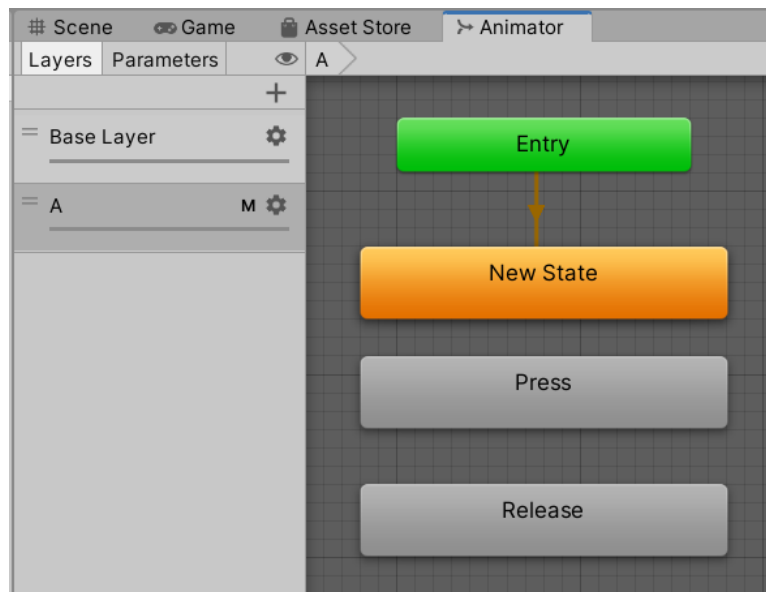 Scene Game Asset Store Animator
Layers Parameters A
Base Layer
A M
Entry
New State
Press
Release